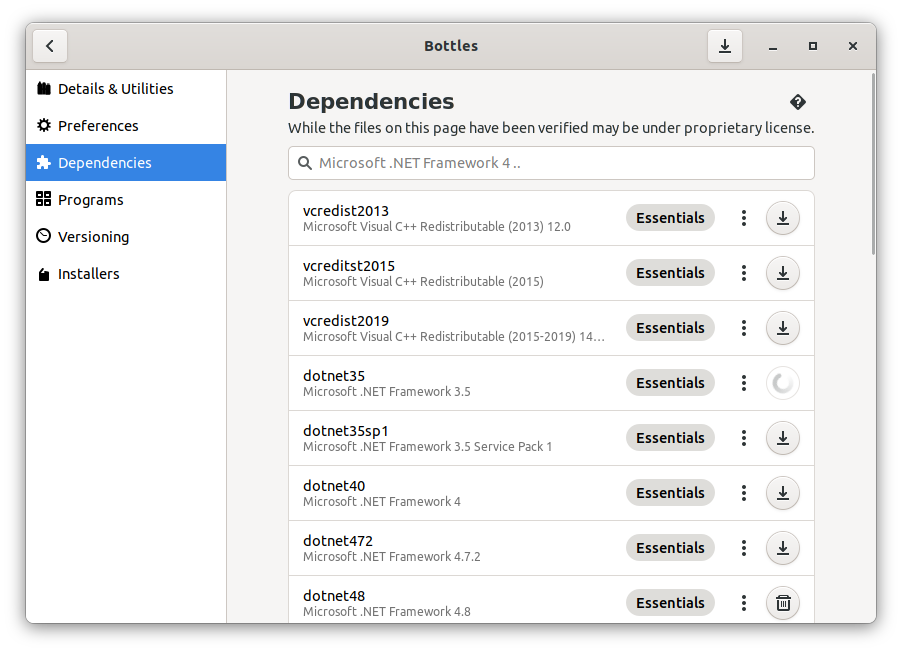 Bottles
Details & Utilities
Preferences
Dependencies
Programs
Versioning
Installers
Dependencies
While the files on this page have been verified may be under proprietary license.
Microsoft .NET Framework 4 ..
vcredist2013
Microsoft Visual C++ Redistributable (2013) 12.0
Essentials
vcreditst2015
Microsoft Visual C++ Redistributable (2015)
Essentials
vcredist2019
Microsoft Visual C++ Redistributable (2015-2019) 14…
Essentials
dotnet35
Microsoft .NET Framework 3.5
Essentials
dotnet35sp1
Microsoft .NET Framework 3.5 Service Pack 1
Essentials
dotnet40
Microsoft .NET Framework 4
Essentials
dotnet472
Microsoft .NET Framework 4.7.2
Essentials
dotnet48
Microsoft .NET Framework 4.8
Essentials